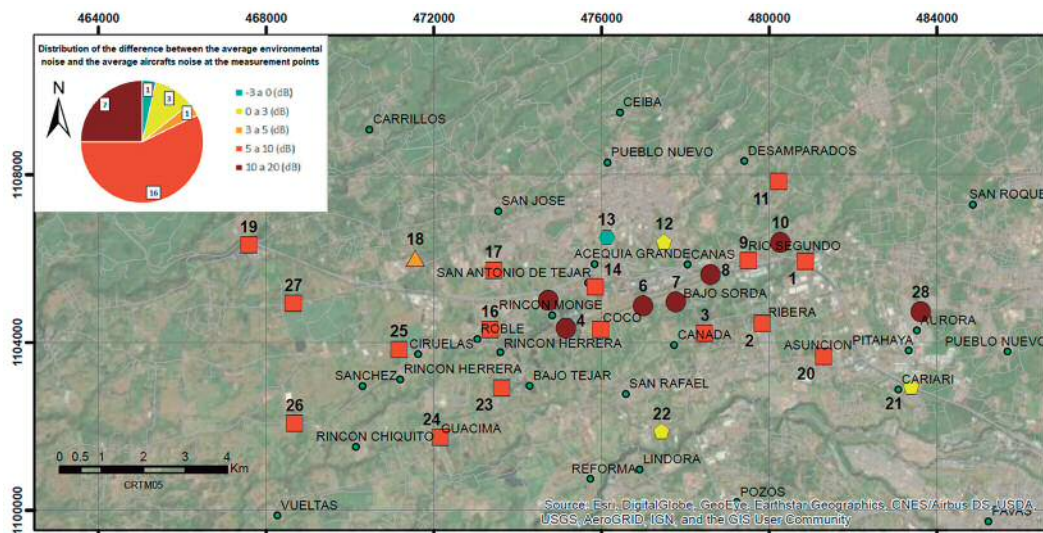 464000 468000 472000 476000 480000 484000
Distribution of the difference between the average environmental
noise and the average aircrafts noise at the measurement points
N
1
3
1
7
16
-3 a 0 (dB)
0 a 3 (dB)
3 a 5 (dB)
5 a 10 (dB)
10 a 20 (dB)
CEIBA
CARRILLOS
PUEBLO NUEVO
DESAMPARADOS
1108000
11
SAN ROQUE
SAN JOSE
19
18
17
13
12
10
9
RIO SEGUNDO
ACEQUIA GRANDE
CANAS
SAN ANTONIO DE TEJAR
14
8
1
27
6
7
BAJO SORDA
28
RINCON MONGE
16
4
COCO
3
RIBERA
2
AURORA
1104000
25
ROBLE
CIRUELAS
RINCON HERRERA
CANADA
ASUNCION
20
PITAHAYA
PUEBLO NUEVO
SANCHEZ
RINCON HERRERA
BAJO TEJAR
23
SAN RAFAEL
CARIARI
21
26
24
GUACIMA
22
RINCON CHIQUITO
LINDORA
REFORMA
0 0.5 1 2 3 4
Km
CRTM05
VUELTAS
POZOS
1100000
Source: Esri, DigitalGlobe, GeoEye, Earthstar Geographics, CNES/Airbus DS, USDA,
USGS, AeroGRID, IGN, and the GIS User Community
PAVAS